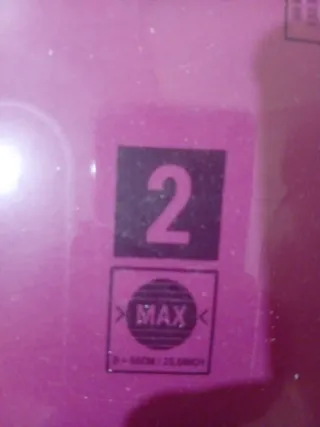 2
> MAX <
D = 65CM / 25.6INCH